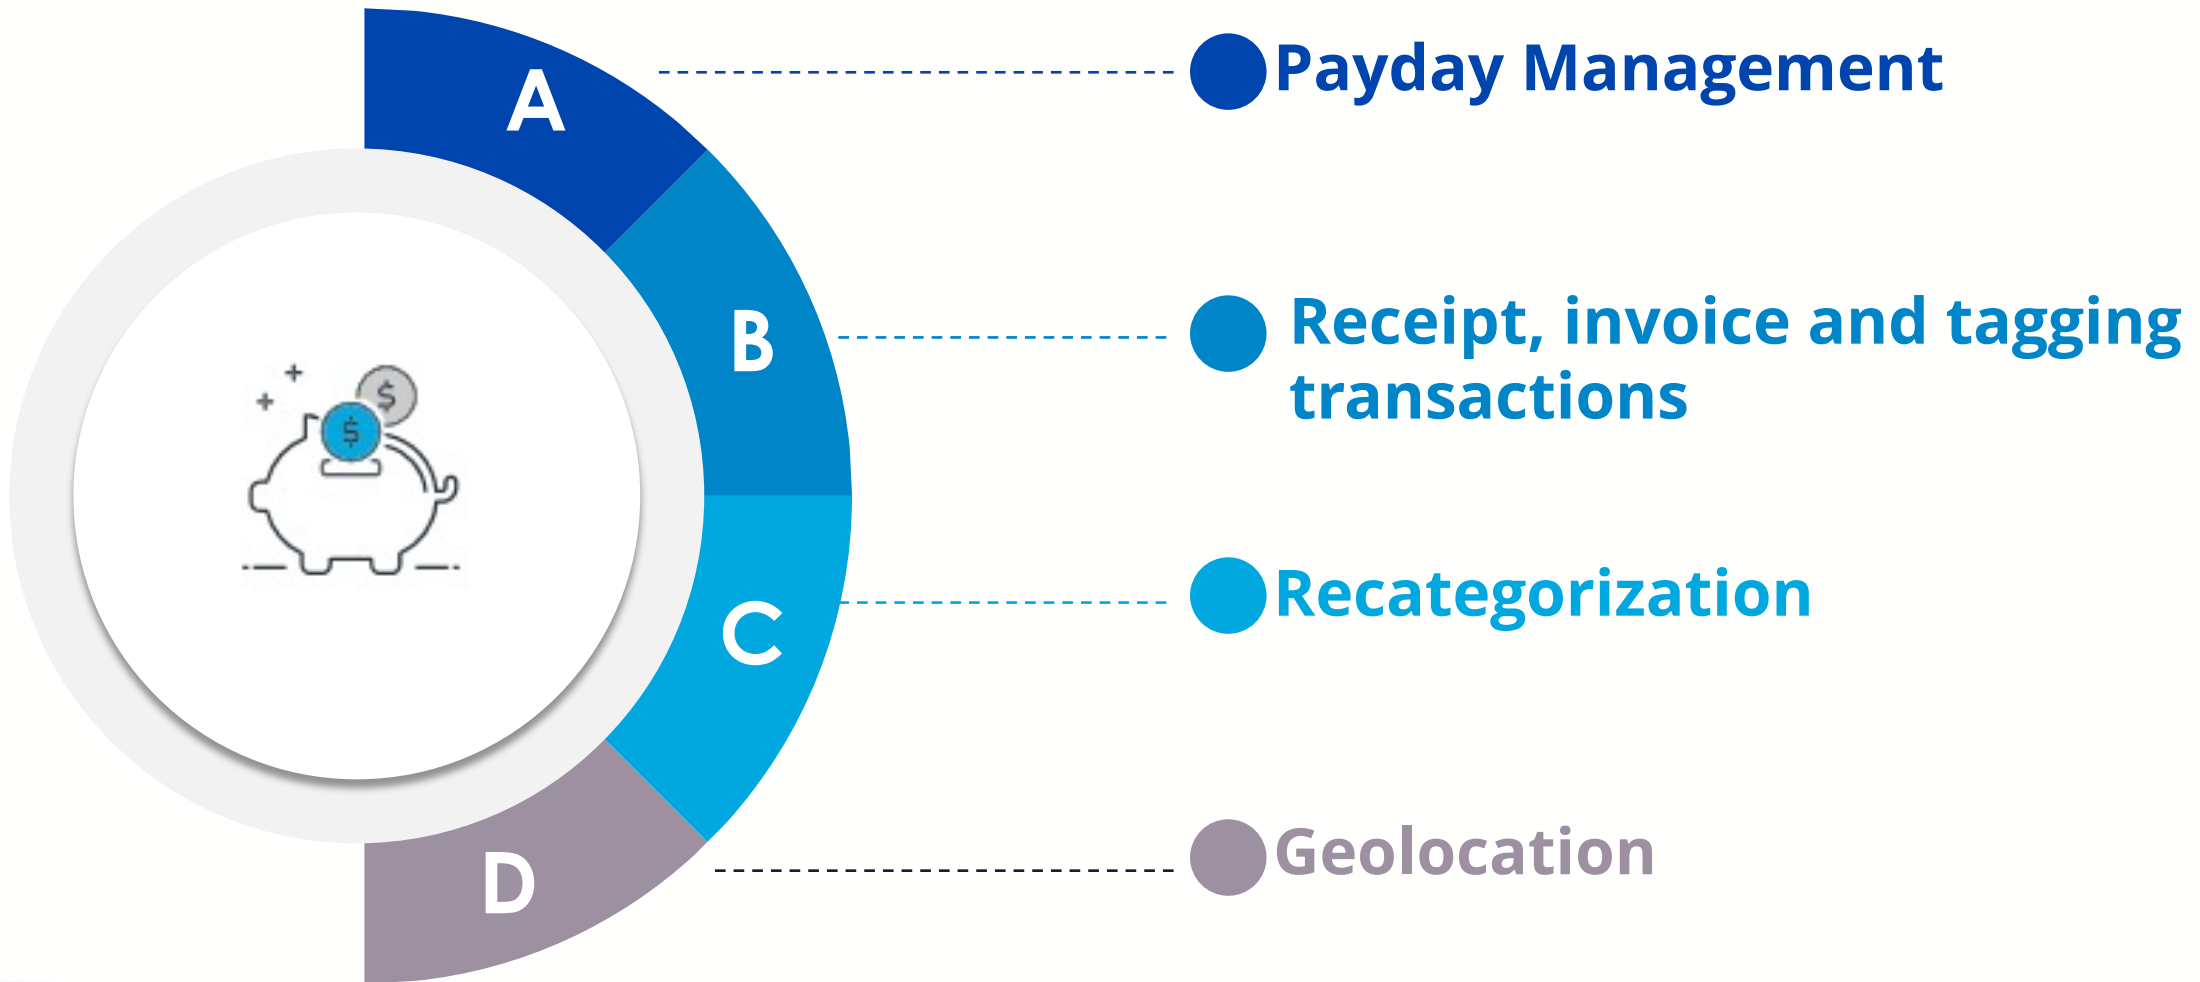 A
Payday Management
B
Receipt, invoice and tagging
transactions
C
Recategorization
D
Geolocation
$
$